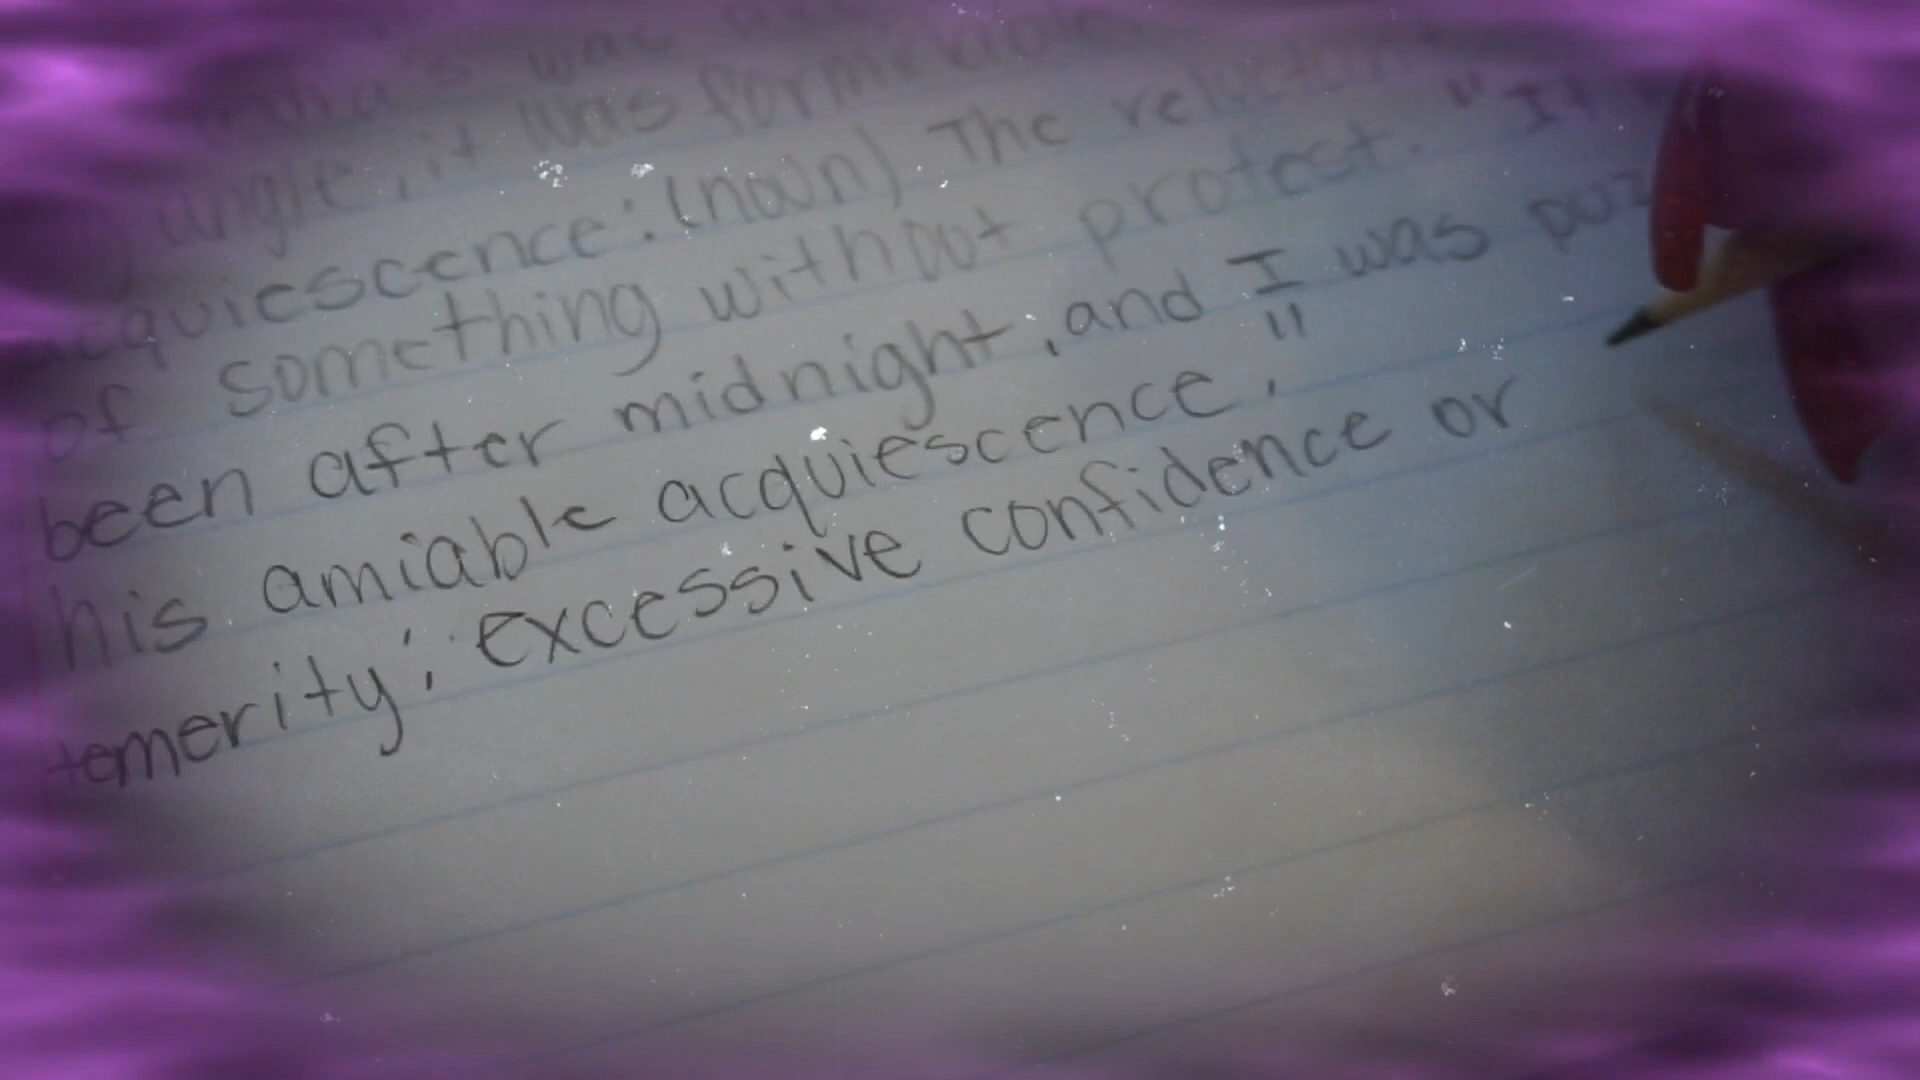 was
angle, it was
acquiescence: (noun) The
of something without protest. "It
been after midnight, and I was
his amiable acquiescence."
temerity: excessive confidence or